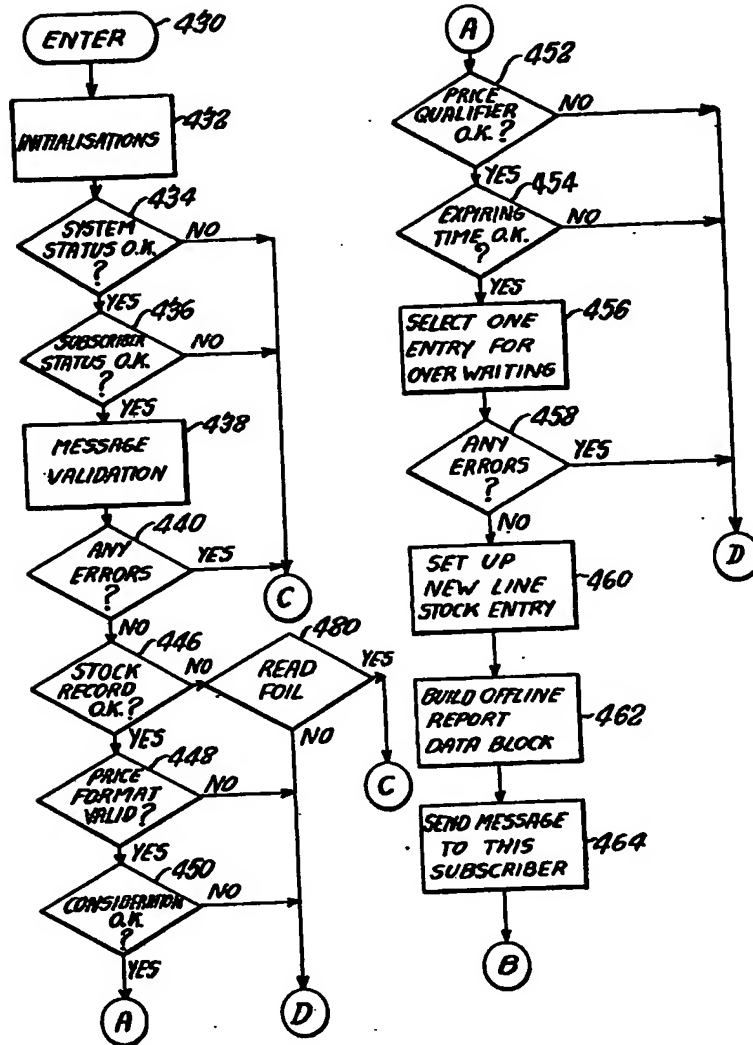 ENTER
430
INITIALISATIONS
432
434
SYSTEM
STATUS O.K.
?
NO
YES
436
SUBSCRIBER
STATUS O.K.
?
NO
YES
438
MESSAGE
VALIDATION
440
ANY
ERRORS
?
YES
C
NO
446
STOCK
RECORD
O.K.?
NO
480
READ
FOIL
YES
NO
C
YES
448
PRICE
FORMAT
VALID?
NO
YES
450
CONSIDERATION
O.K.
?
NO
YES
A
D
A
452
PRICE
QUALIFIER
O.K.?
NO
YES
454
EXPIRING
TIME O.K.
?
NO
YES
SELECT ONE
ENTRY FOR
OVER WRITING
456
458
ANY
ERRORS
?
YES
NO
D
SET UP
NEW LINE
STOCK ENTRY
460
BUILD OFFLINE
REPORT
DATA BLOCK
462
SEND MESSAGE
TO THIS
SUBSCRIBER
464
B